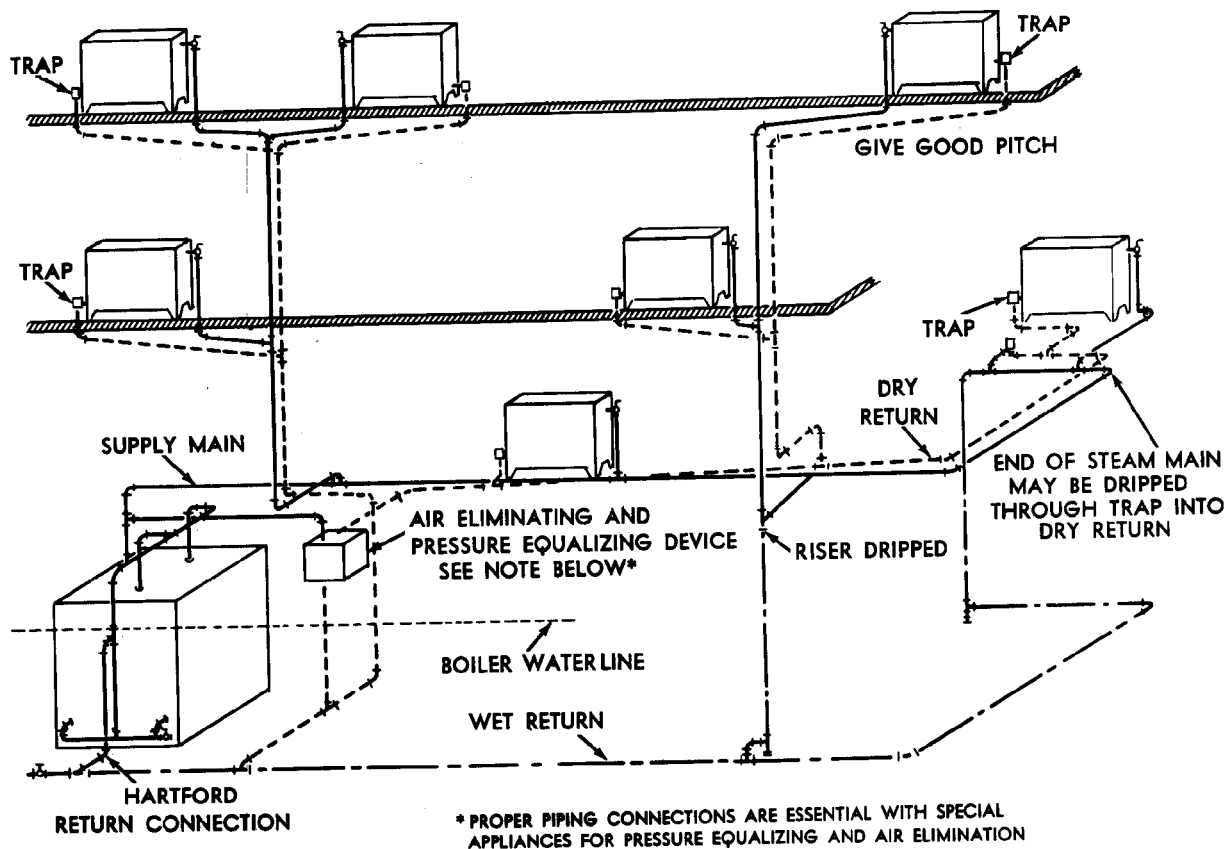 TRAP
TRAP
GIVE GOOD PITCH
TRAP
TRAP
DRY
RETURN
SUPPLY MAIN
END OF STEAM MAIN
MAY BE DRIPPED
THROUGH TRAP INTO
DRY RETURN
AIR ELIMINATING AND
PRESSURE EQUALIZING DEVICE
SEE NOTE BELOW*
RISER DRIPPED
BOILER WATERLINE
WET RETURN
HARTFORD
RETURN CONNECTION
* PROPER PIPING CONNECTIONS ARE ESSENTIAL WITH SPECIAL
APPLIANCES FOR PRESSURE EQUALIZING AND AIR ELIMINATION